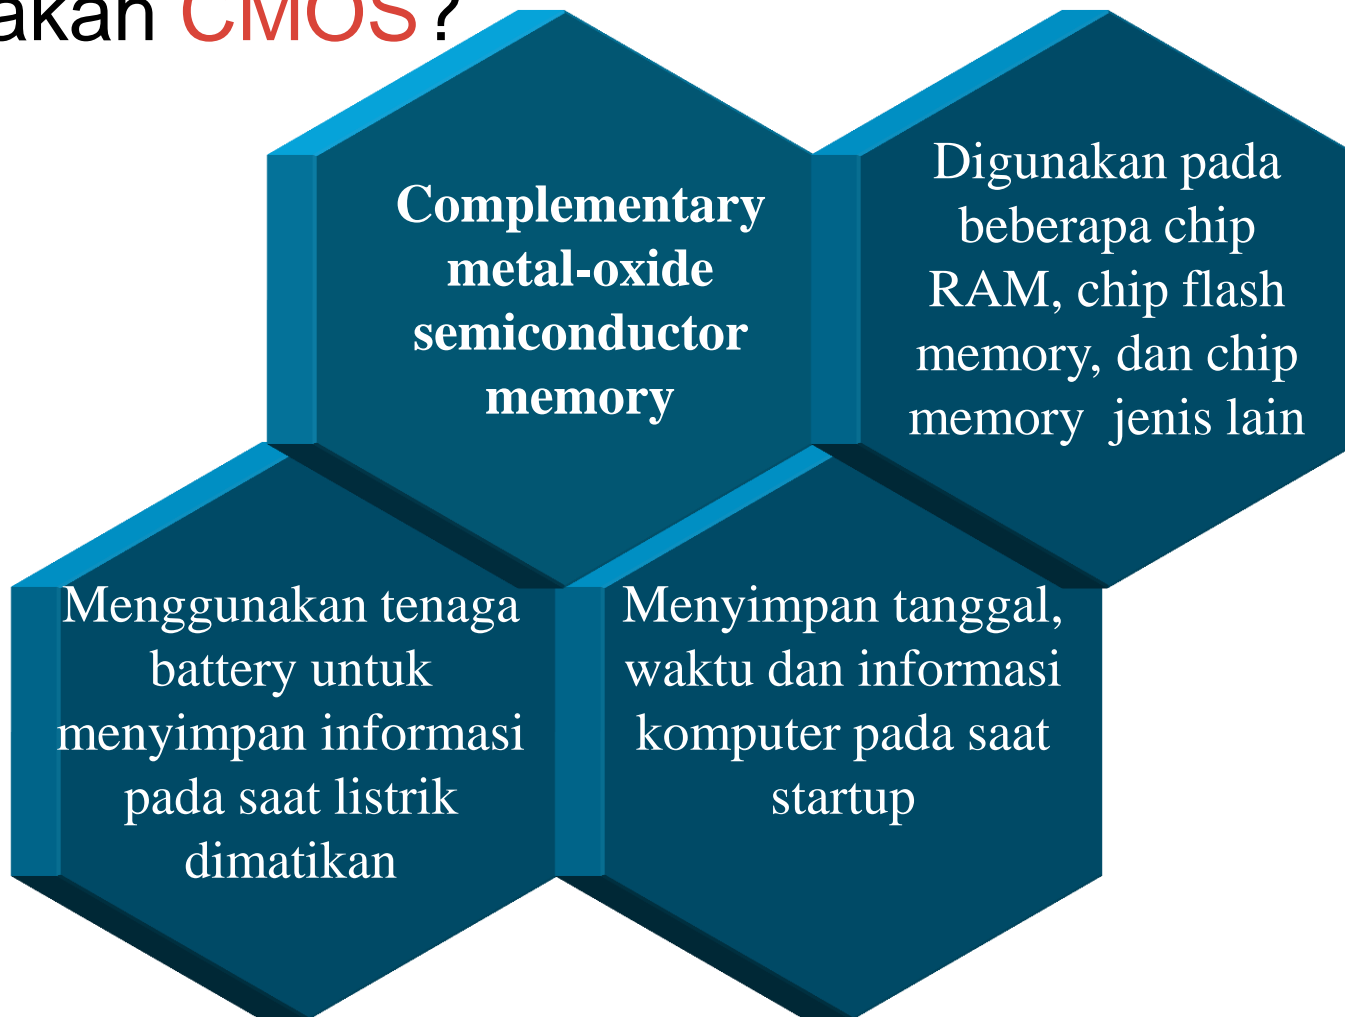 akan CMOS?
Complementary
metal-oxide
semiconductor
memory
Digunakan pada
beberapa chip
RAM, chip flash
memory, dan chip
memory jenis lain
Menggunakan tenaga
battery untuk
menyimpan informasi
pada saat listrik
dimatikan
Menyimpan tanggal,
waktu dan informasi
komputer pada saat
startup